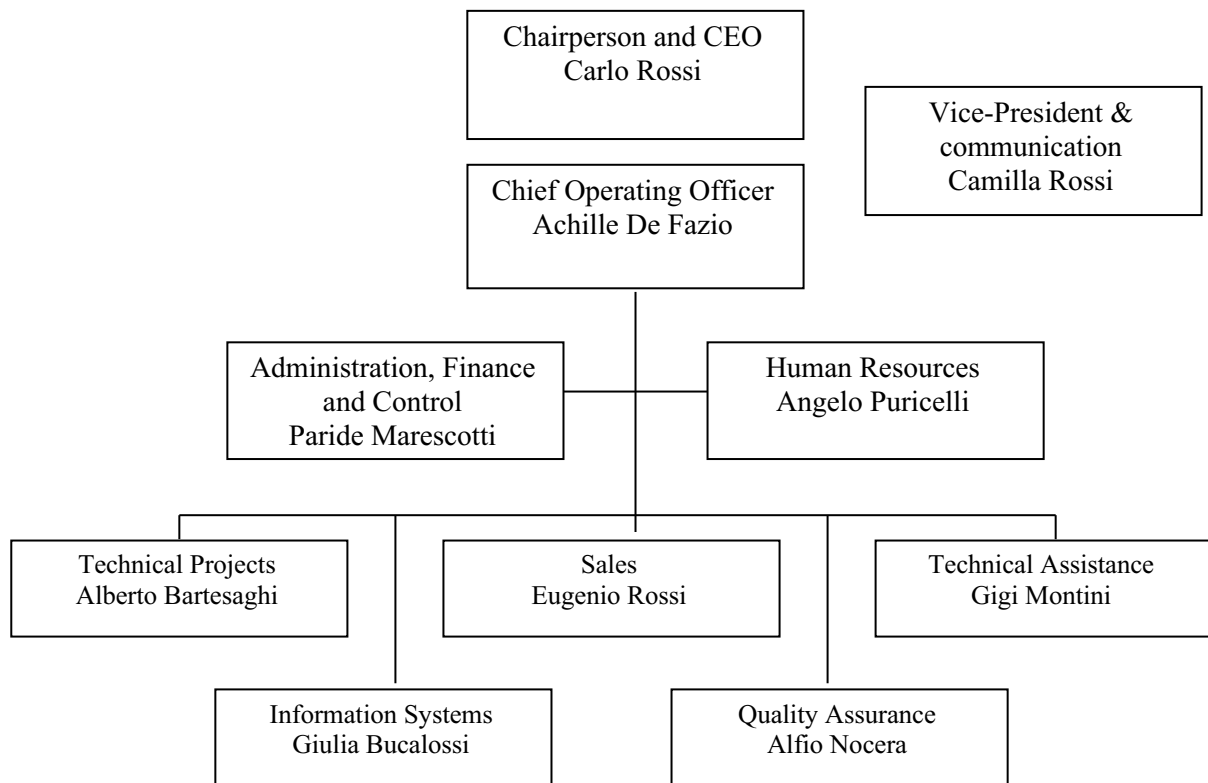 Chairperson and CEO
Carlo Rossi
Vice-President &
communication
Camilla Rossi
Chief Operating Officer
Achille De Fazio
Administration, Finance
and Control
Paride Marescotti
Human Resources
Angelo Puricelli
Technical Projects
Alberto Bartesaghi
Sales
Eugenio Rossi
Technical Assistance
Gigi Montini
Information Systems
Giulia Bucalossi
Quality Assurance
Alfio Nocera